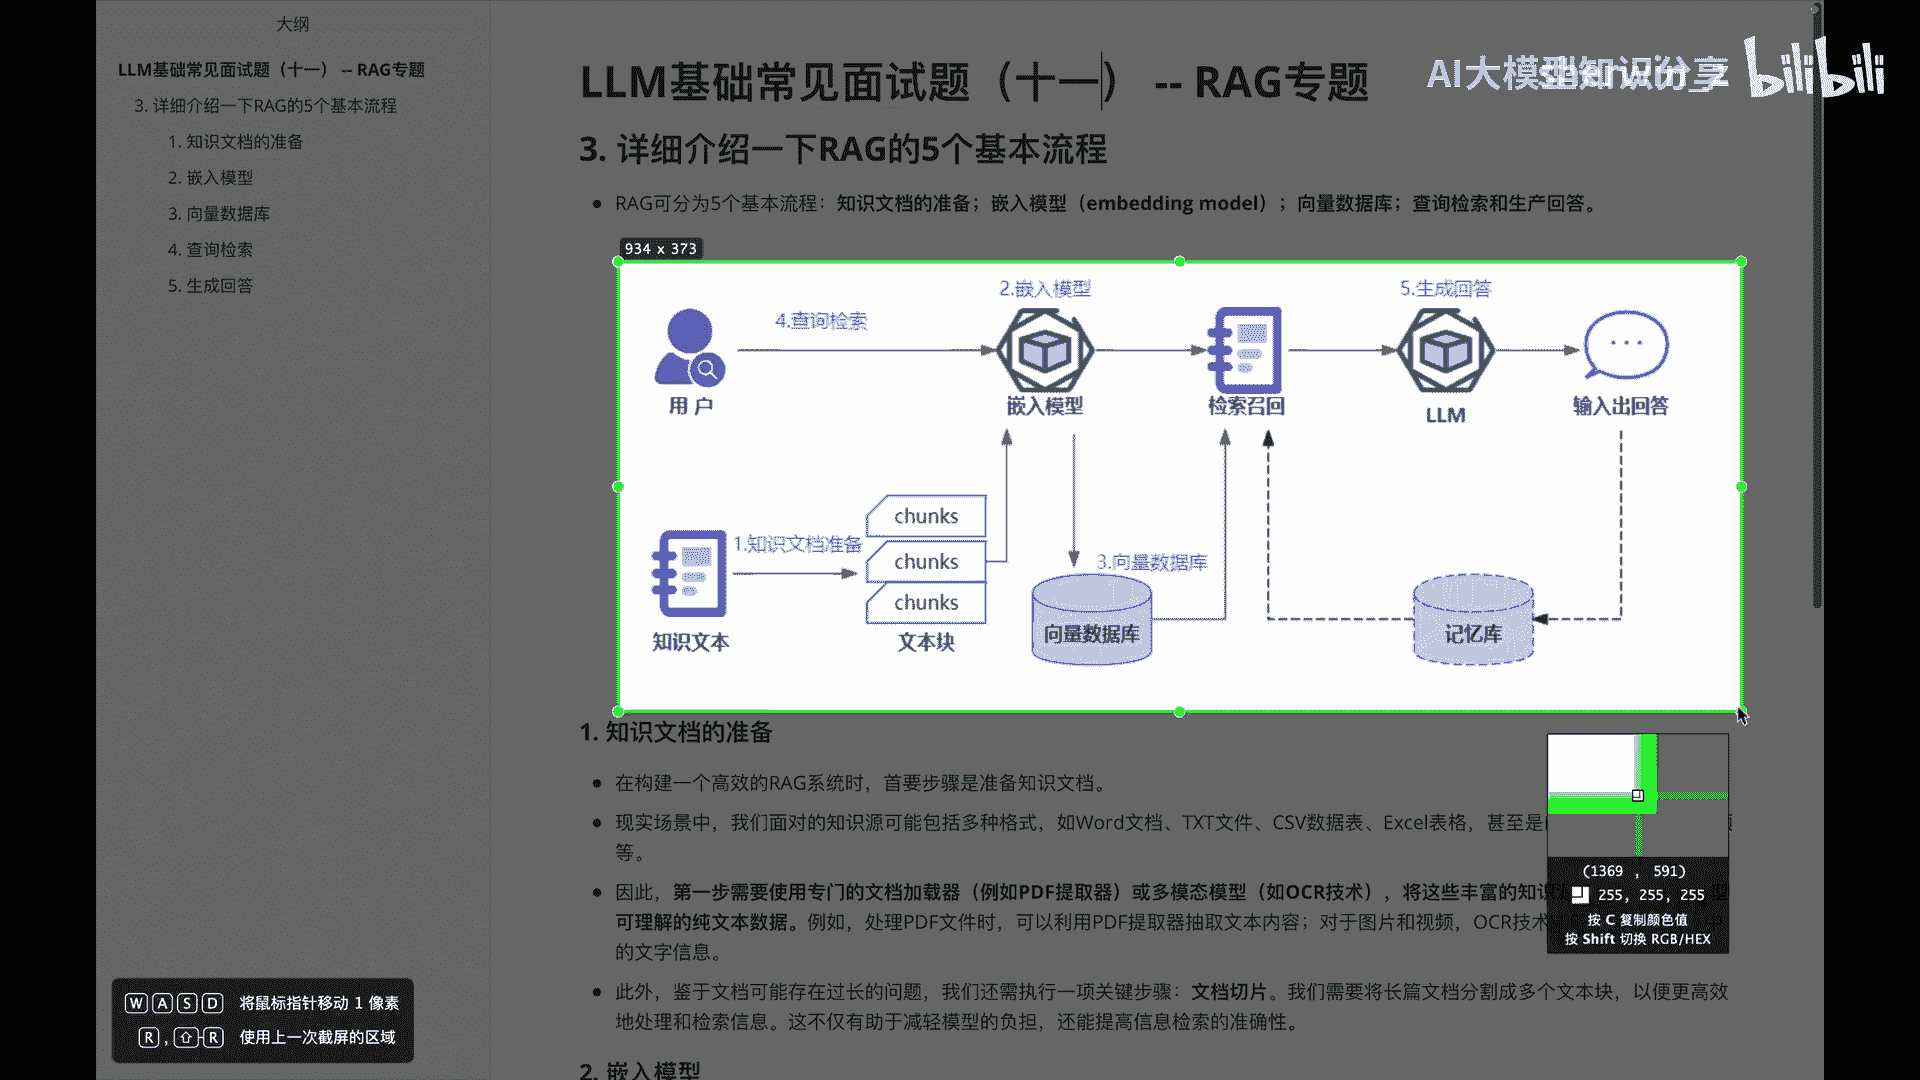 大纲
LLM基础常见面试题（十一） -- RAG专题
3. 详细介绍一下RAG的5个基本流程
1. 知识文档的准备
2. 嵌入模型
3. 向量数据库
4. 查询检索
5. 生成回答
LLM基础常见面试题（十一） -- RAG专题
AI大模型知识分享
bilibili
3. 详细介绍一下RAG的5个基本流程
RAG可分为5个基本流程：知识文档的准备；嵌入模型（embedding model）；向量数据库；查询检索和生产回答。
934 x 373
2.嵌入模型
5.生成回答
4.查询检索
用 户
嵌入模型
检索召回
LLM
输入出回答
chunks
1.知识文档准备
chunks
3.向量数据库
chunks
知识文本
文本块
向量数据库
记忆库
1. 知识文档的准备
在构建一个高效的RAG系统时，首要步骤是准备知识文档。
现实场景中，我们面对的知识源可能包括多种格式，如Word文档、TXT文件、CSV数据表、Excel表格，甚至是
等。
因此，第一步需要使用专门的文档加载器（例如PDF提取器）或多模态模型（如OCR技术），将这些丰富的知识 型
可理解的纯文本数据。例如，处理PDF文件时，可以利用PDF提取器抽取文本内容；对于图片和视频，OCR技术
的文字信息。
此外，鉴于文档可能存在过长的问题，我们还需执行一项关键步骤：文档切片。我们需要将长篇文档分割成多个文本块，以便更高效
地处理和检索信息。这不仅有助于减轻模型的负担，还能提高信息检索的准确性。
2. 嵌入模型
(1369 , 591)
255, 255, 255
按 C 复制颜色值
按 Shift 切换 RGB/HEX
W A S D 将鼠标指针移动 1 像素
R , ⇧-R 使用上一次截屏的区域